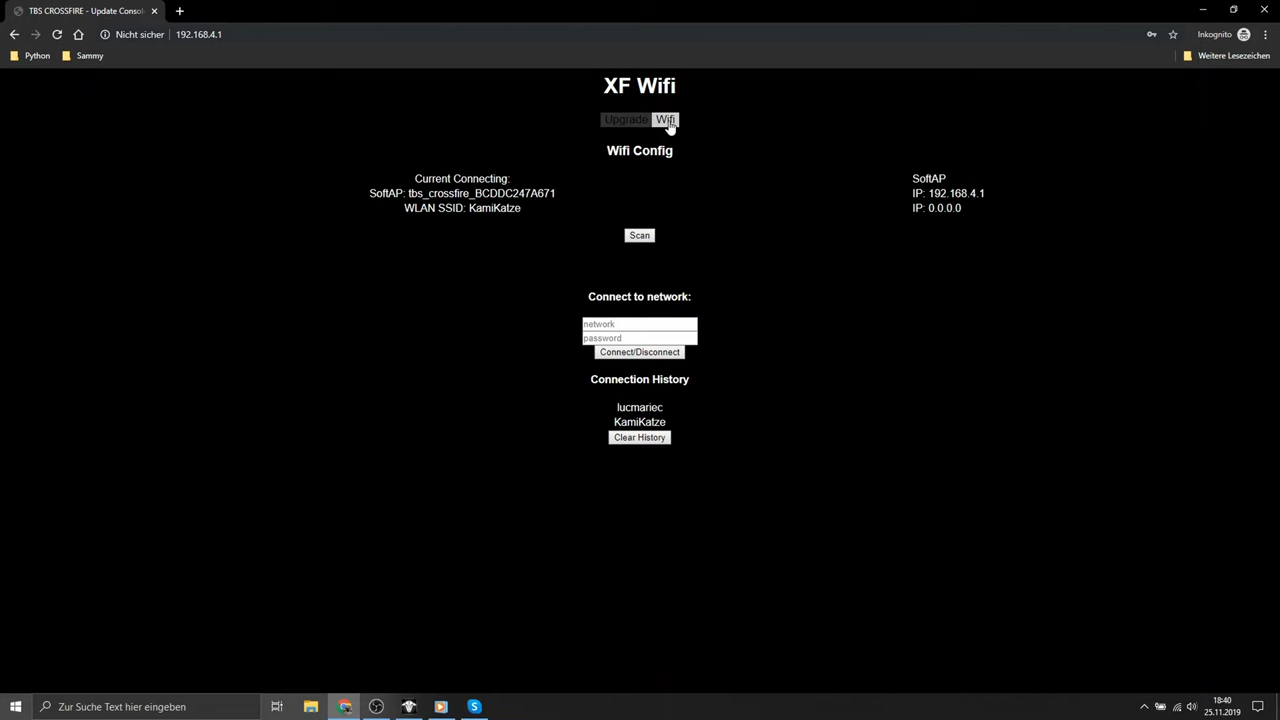 TBS CROSSFIRE - Update Consol
Nicht sicher
192.168.4.1
Inkognito
Python
Sammy
Weitere Lesezeichen
XF Wifi
Upgrade
Wifi
Wifi Config
Current Connecting:
SoftAP: tbs_crossfire_BCDDC247A671
WLAN SSID: KamiKatze
SoftAP
IP: 192.168.4.1
IP: 0.0.0.0
Scan
Connect to network:
network
password
Connect/Disconnect
Connection History
lucmariec
KamiKatze
Clear History
Zur Suche Text hier eingeben
18:40
25.11.2019